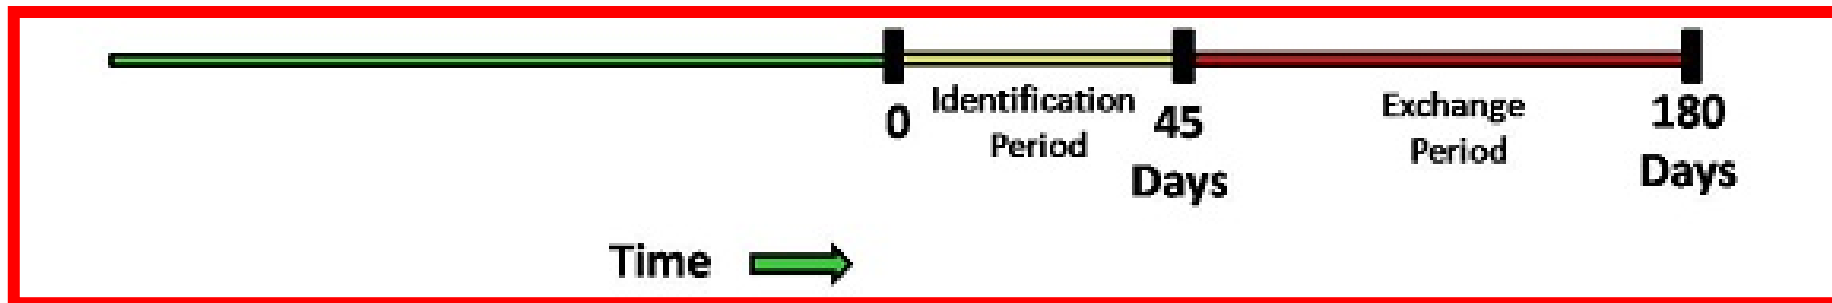 0
Identification
Period
45
Days
Exchange
Period
180
Days
Time